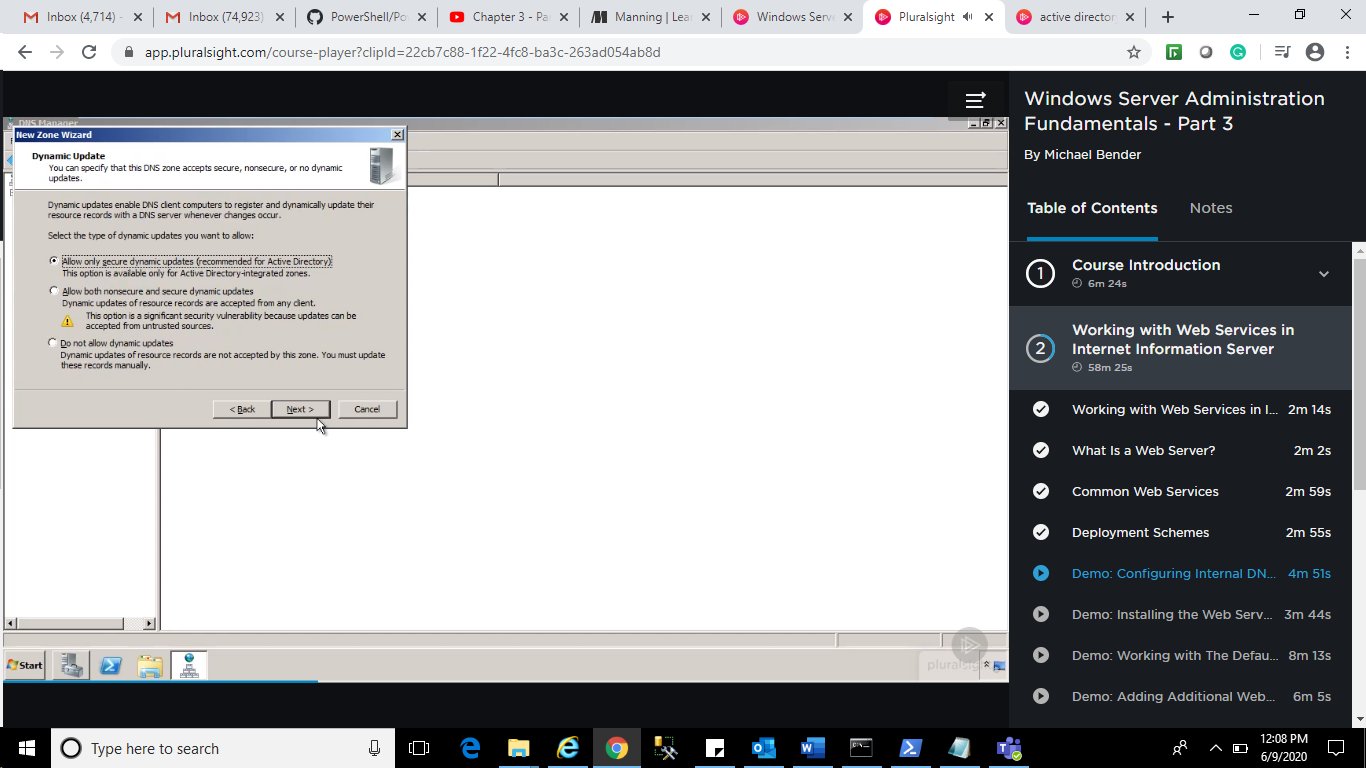 Inbox (4,714) -
Inbox (74,923)
PowerShell/Po
Chapter 3 - Pa
Manning | Lea
Windows Serv
Pluralsight
active director
app.pluralsight.com/course-player?clipId=22cb7c88-1f22-4fc8-ba3c-263ad054ab8d
DNS Manager
New Zone Wizard
Dynamic Update
You can specify that this DNS zone accepts secure, nonsecure, or no dynamic
updates.
Dynamic updates enable DNS client computers to register and dynamically update their
resource records with a DNS server whenever changes occur.
Select the type of dynamic updates you want to allow:
Allow only secure dynamic updates (recommended for Active Directory)
This option is available only for Active Directory-integrated zones.
Allow both nonsecure and secure dynamic updates
Dynamic updates of resource records are accepted from any client.
This option is a significant security vulnerability because updates can be
accepted from untrusted sources.
Do not allow dynamic updates
Dynamic updates of resource records are not accepted by this zone. You must update
these records manually.
< Back
Next >
Cancel
Start
pluralsigh
Windows Server Administration
Fundamentals - Part 3
By Michael Bender
Table of Contents
Notes
1
Course Introduction
6m 24s
2
Working with Web Services in
Internet Information Server
58m 25s
Working with Web Services in I... 2m 14s
What Is a Web Server? 2m 2s
Common Web Services 2m 59s
Deployment Schemes 2m 55s
Demo: Configuring Internal DN... 4m 51s
Demo: Installing the Web Serv... 3m 44s
Demo: Working with The Defau... 8m 13s
Demo: Adding Additional Web... 6m 5s
Type here to search
12:08 PM
6/9/2020